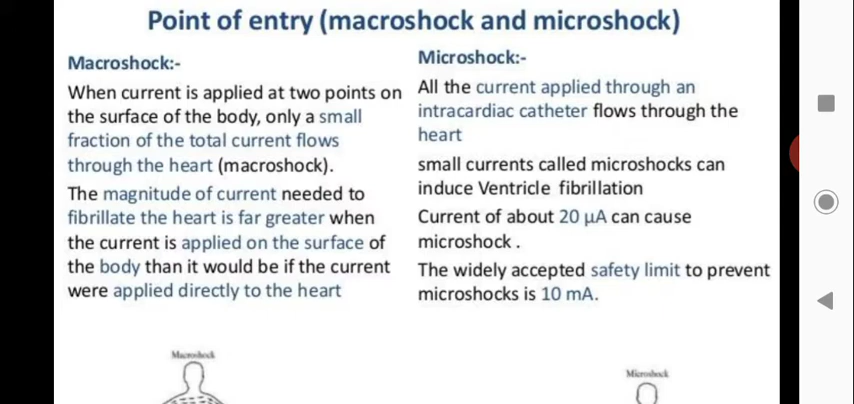 Point of entry (macroshock and microshock)
Macroshock:-
When current is applied at two points on
the surface of the body, only a small
fraction of the total current flows
through the heart (macroshock).
The magnitude of current needed to
fibrillate the heart is far greater when
the current is applied on the surface of
the body than it would be if the current
were applied directly to the heart
Microshock:-
All the current applied through an
intracardiac catheter flows through the
heart
small currents called microshocks can
induce Ventricle fibrillation
Current of about 20 µA can cause
microshock .
The widely accepted safety limit to prevent
microshocks is 10 mA.
Macroshock
Microshock